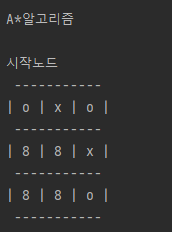 A*알고리즘
시작노드
-----------
| o | x | o |
-----------
| 8 | 8 | x |
-----------
| 8 | 8 | o |
-----------